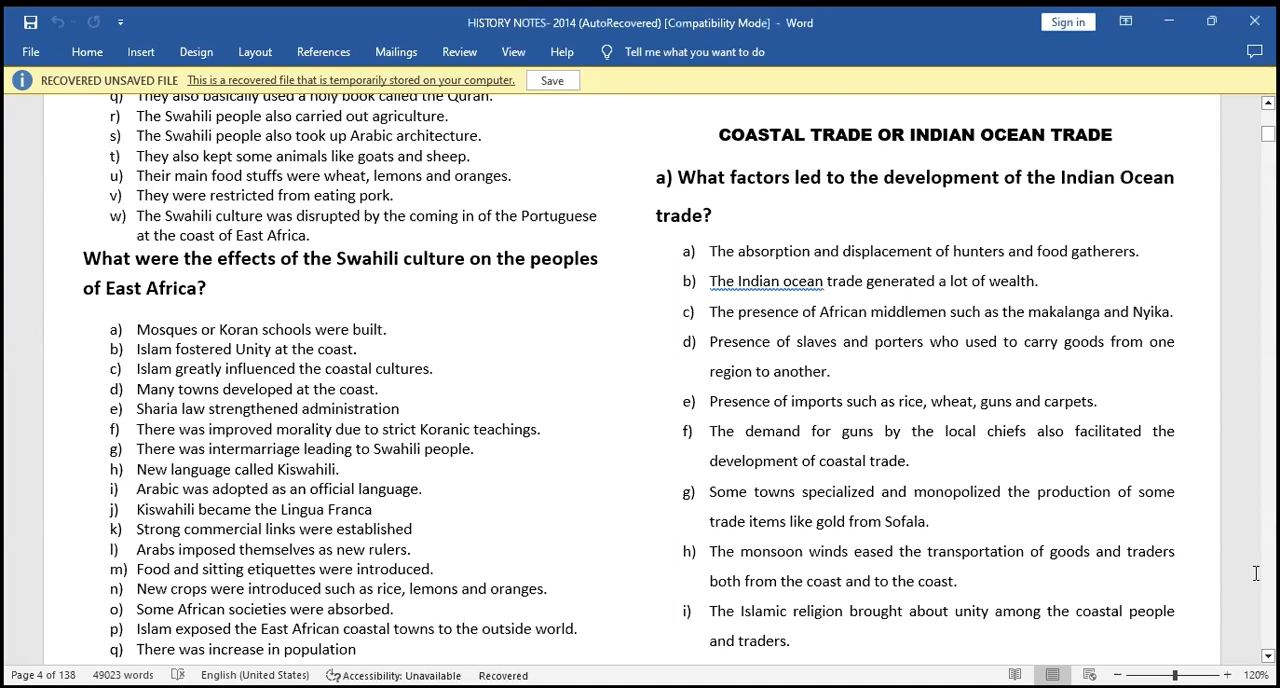 HISTORY NOTES- 2014 (AutoRecovered) [Compatibility Mode] - Word
Sign in
File Home Insert Design Layout References Mailings Review View Help Tell me what you want to do
RECOVERED UNSAVED FILE This is a recovered file that is temporarily stored on your computer. Save
q) They also basically used a holy book called the Quran.
r) The Swahili people also carried out agriculture.
s) The Swahili people also took up Arabic architecture.
t) They also kept some animals like goats and sheep.
u) Their main food stuffs were wheat, lemons and oranges.
v) They were restricted from eating pork.
w) The Swahili culture was disrupted by the coming in of the Portuguese
at the coast of East Africa.
What were the effects of the Swahili culture on the peoples
of East Africa?
a) Mosques or Koran schools were built.
b) Islam fostered Unity at the coast.
c) Islam greatly influenced the coastal cultures.
d) Many towns developed at the coast.
e) Sharia law strengthened administration
f) There was improved morality due to strict Koranic teachings.
g) There was intermarriage leading to Swahili people.
h) New language called Kiswahili.
i) Arabic was adopted as an official language.
j) Kiswahili became the Lingua Franca
k) Strong commercial links were established
l) Arabs imposed themselves as new rulers.
m) Food and sitting etiquettes were introduced.
n) New crops were introduced such as rice, lemons and oranges.
o) Some African societies were absorbed.
p) Islam exposed the East African coastal towns to the outside world.
q) There was increase in population
COASTAL TRADE OR INDIAN OCEAN TRADE
a) What factors led to the development of the Indian Ocean
trade?
a) The absorption and displacement of hunters and food gatherers.
b) The Indian ocean trade generated a lot of wealth.
c) The presence of African middlemen such as the makalanga and Nyika.
d) Presence of slaves and porters who used to carry goods from one
region to another.
e) Presence of imports such as rice, wheat, guns and carpets.
f) The demand for guns by the local chiefs also facilitated the
development of coastal trade.
g) Some towns specialized and monopolized the production of some
trade items like gold from Sofala.
h) The monsoon winds eased the transportation of goods and traders
both from the coast and to the coast.
i) The Islamic religion brought about unity among the coastal people
and traders.
Page 4 of 138 49023 words English (United States) Accessibility: Unavailable Recovered 120%